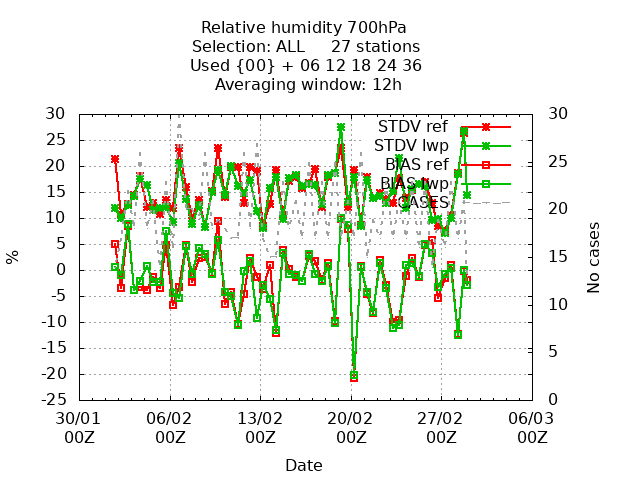 Relative humidity 700hPa
Selection: ALL 27 stations
Used {00} + 06 12 18 24 36
Averaging window: 12h
30 30
STDV ref
25 25
STDV lwp
20
BIAS ref
15 20
BIAS lwp
CASES
10
5 15
0
-5 10
-10
-15 5
-20
-25 0
%
No cases
30/01 06/02 13/02 20/02 27/02 06/03
00Z 00Z 00Z 00Z 00Z 00Z
Date